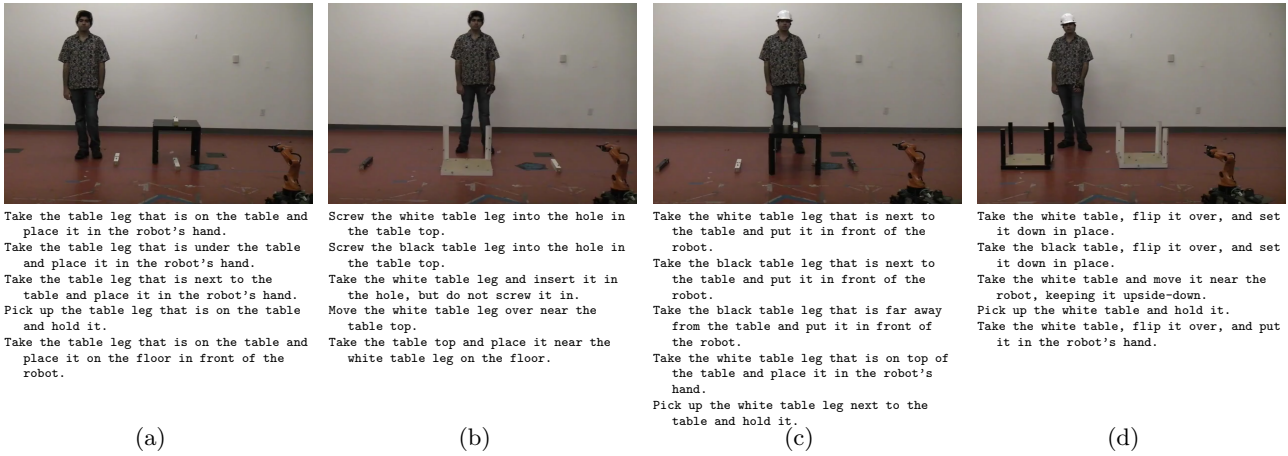 Take the table leg that is on the table and
place it in the robot's hand.
Take the table leg that is under the table
and place it in the robot's hand.
Take the table leg that is next to the
table and place it in the robot's hand.
Pick up the table leg that is on the table
and hold it.
Take the table leg that is on the table and
place it on the floor in front of the
robot.
(a)
Screw the white table leg into the hole in
the table top.
Screw the black table leg into the hole in
the table top.
Take the white table leg and insert it in
the hole, but do not screw it in.
Move the white table leg over near the
table top.
Take the table top and place it near the
white table leg on the floor.
(b)
Take the white table leg that is next to
the table and put it in front of the
robot.
Take the black table leg that is next to
the table and put it in front of the
robot.
Take the black table leg that is far away
from the table and put it in front of
the robot.
Take the white table leg that is on top of
the table and place it in the robot's
hand.
Pick up the white table leg next to the
table and hold it.
(c)
Take the white table, flip it over, and set
it down in place.
Take the black table, flip it over, and set
it down in place.
Take the white table and move it near the
robot, keeping it upside-down.
Pick up the white table and hold it.
Take the white table, flip it over, and put
it in the robot's hand.
(d)